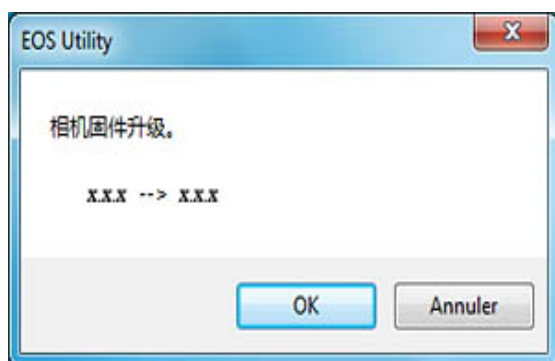 EOS Utility
相机固件升级。
x.x.x --> x.x.x
OK
Annuler